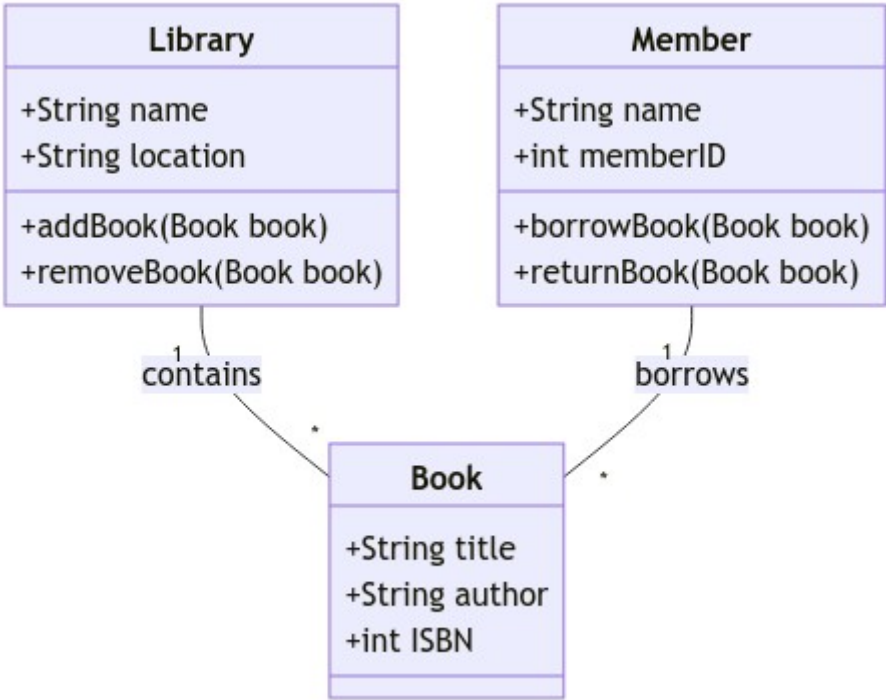 Library
+String name
+String location
+addBook(Book book)
+removeBook(Book book)
Member
+String name
+int memberID
+borrowBook(Book book)
+returnBook(Book book)
1
contains
*
1
borrows
*
Book
+String title
+String author
+int ISBN